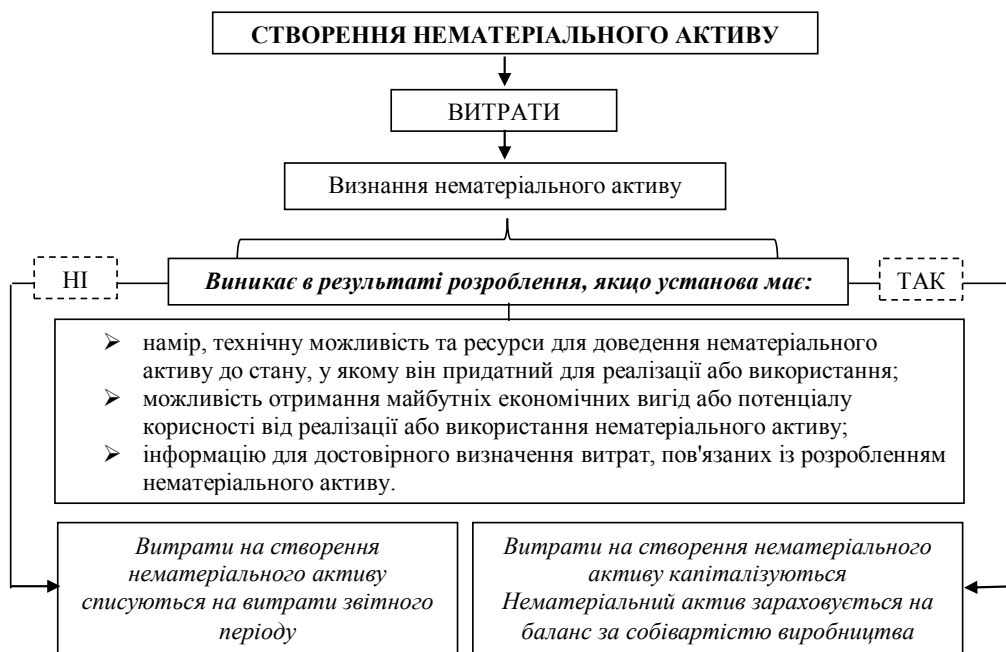 СТВОРЕННЯ НЕМАТЕРІАЛЬНОГО АКТИВУ
ВИТРАТИ
Визнання нематеріального активу
НІ
Виникає в результаті розроблення, якщо установа має:
ТАК
➢ намір, технічну можливість та ресурси для доведення нематеріального
активу до стану, у якому він придатний для реалізації або використання;
➢ можливість отримання майбутніх економічних вигід або потенціалу
корисності від реалізації або використання нематеріального активу;
➢ інформацію для достовірного визначення витрат, пов'язаних із розробленням
нематеріального активу.
Витрати на створення
нематеріального активу
списуються на витрати звітного
періоду
Витрати на створення нематеріального
активу капіталізуються
Нематеріальний актив зараховується на
баланс за собівартістю виробництва